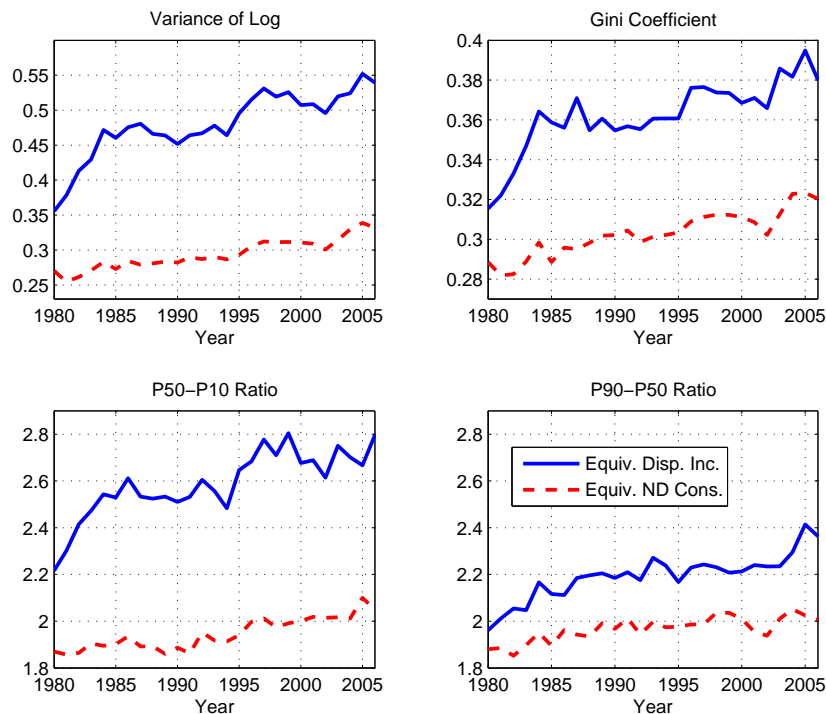 Variance of Log
0.55
0.5
0.45
0.4
0.35
0.3
0.25
1980 1985 1990 1995 2000 2005
Year
Gini Coefficient
0.4
0.38
0.36
0.34
0.32
0.3
0.28
1980 1985 1990 1995 2000 2005
Year
P50−P10 Ratio
2.8
2.6
2.4
2.2
2
1.8
1980 1985 1990 1995 2000 2005
Year
P90−P50 Ratio
2.8
2.6
2.4
2.2
2
1.8
Equiv. Disp. Inc.
Equiv. ND Cons.
1980 1985 1990 1995 2000 2005
Year